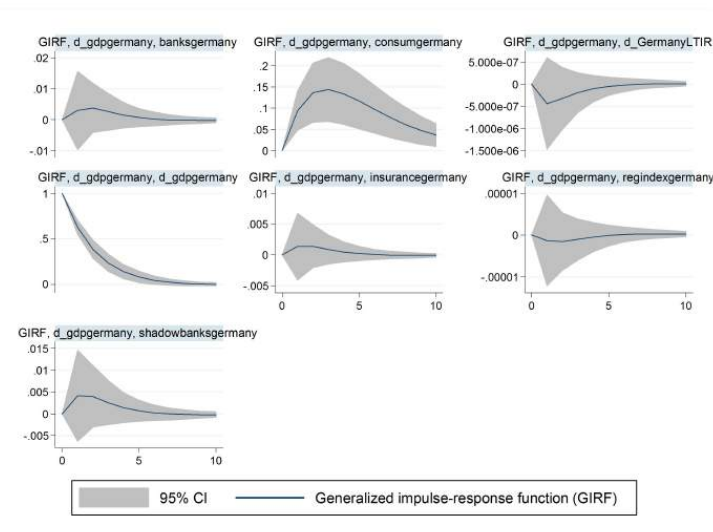 GIRF, d_gdpgermany, banksgermany
.02
.01
0
-.01
GIRF, d_gdpgermany, consumgermany
.2
.15
.1
.05
0
GIRF, d_gdpgermany, d_GermanyLTIR
5.000e-07
0
-5.000e-07
-1.000e-06
-1.500e-06
GIRF, d_gdpgermany, d_gdpgermany
1
.5
0
GIRF, d_gdpgermany, insurancegermany
.01
.005
0
-.005
0 5 10
GIRF, d_gdpgermany, regindexgermany
.00001
0
-.00001
0 5 10
GIRF, d_gdpgermany, shadowbanksgermany
.015
.01
.005
0
-.005
0 5 10
95% CI
Generalized impulse-response function (GIRF)